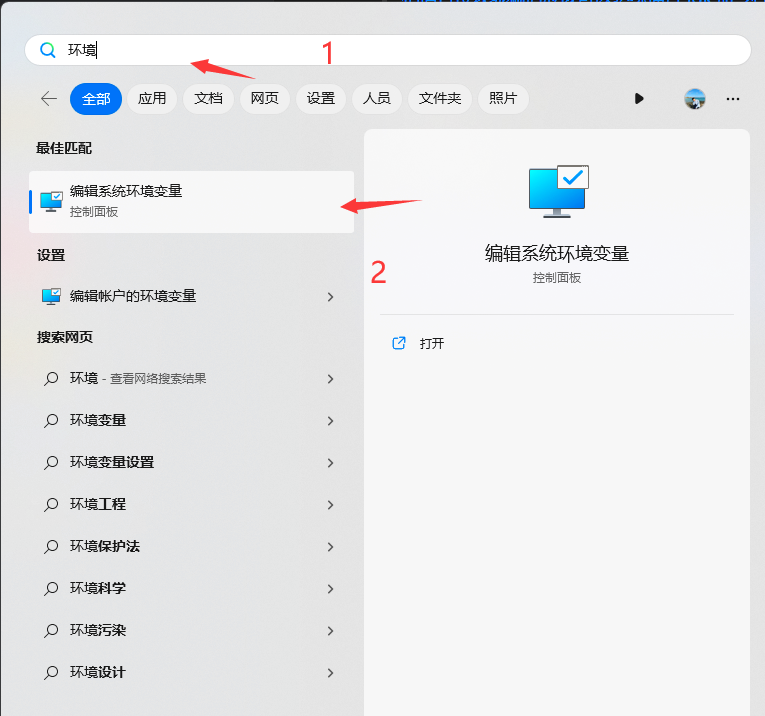 环境
1
全部 应用 文档 网页 设置 人员 文件夹 照片
最佳匹配
编辑系统环境变量
控制面板
2
设置
编辑帐户的环境变量
搜索网页
环境 - 查看网络搜索结果
环境变量
环境变量设置
环境工程
环境保护法
环境科学
环境污染
环境设计
编辑系统环境变量
控制面板
打开